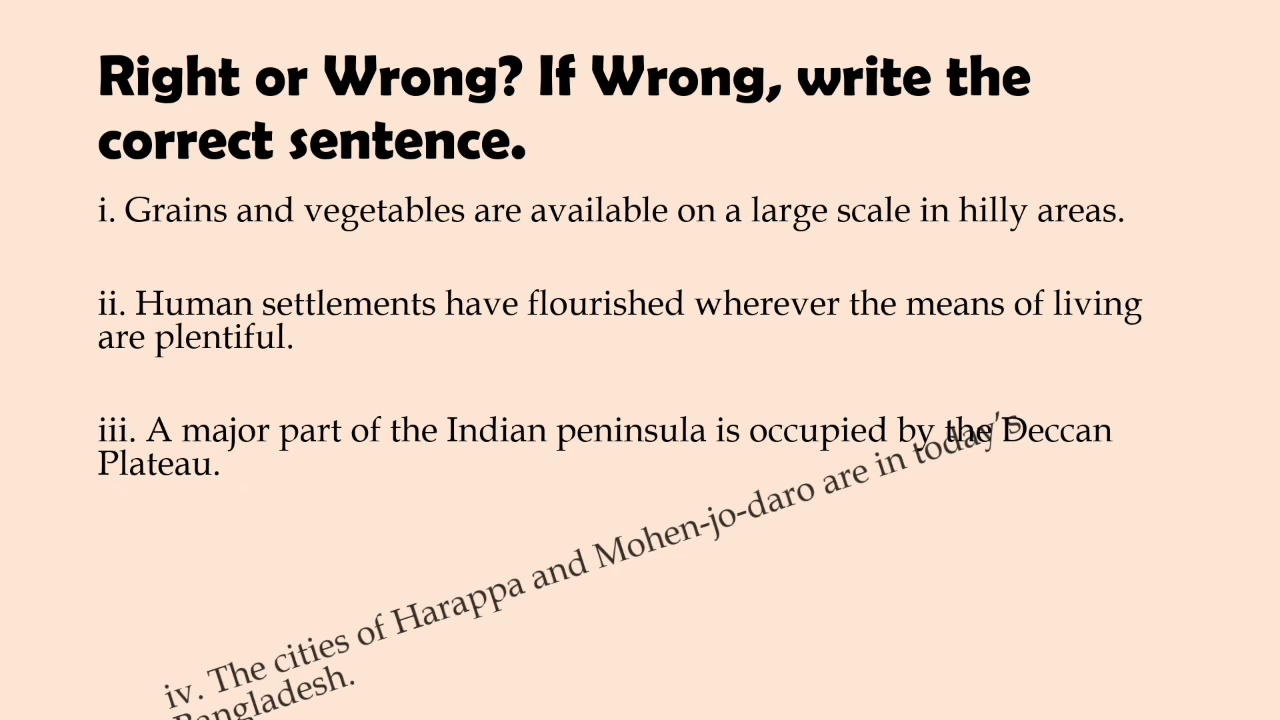 Right or Wrong? If Wrong, write the
correct sentence.
i. Grains and vegetables are available on a large scale in hilly areas.
ii. Human settlements have flourished wherever the means of living
are plentiful.
iii. A major part of the Indian peninsula is occupied by the Deccan
Plateau.
iv. The cities of Harappa and Mohen-jo-daro are in today's
Bangladesh.